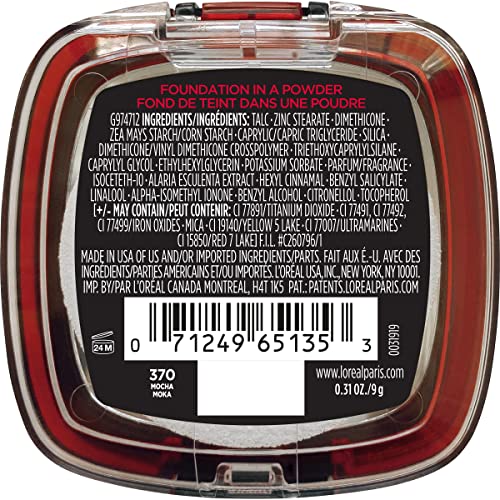 FOUNDATION IN A POWDER
FOND DE TEINT DANS UNE POUDRE
G974712 INGREDIENTS/INGRÉDIENTS: TALC • ZINC STEARATE • DIMETHICONE •
ZEA MAYS STARCH/CORN STARCH • CAPRYLIC/CAPRIC TRIGLYCERIDE • SILICA •
DIMETHICONE/VINYL DIMETHICONE CROSSPOLYMER • TRIETHOXYCAPRYLYLSILANE •
CAPRYLYL GLYCOL • ETHYLHEXYLGLYCERIN • POTASSIUM SORBATE • PARFUM/FRAGRANCE •
ISOCETETH-10 • ALARIA ESCULENTA EXTRACT • HEXYL CINNAMAL • BENZYL SALICYLATE •
LINALOOL • ALPHA-ISOMETHYL IONONE • BENZYL ALCOHOL • CITRONELLOL • TOCOPHEROL
[+/- MAY CONTAIN/PEUT CONTENIR: CI 77891/TITANIUM DIOXIDE • CI 77491, CI 77492,
CI 77499/IRON OXIDES • MICA • CI 19140/YELLOW 5 LAKE • CI 77007/ULTRAMARINES •
CI 15850/RED 7 LAKE] F.I.L. #C260796/1
MADE IN USA OF US AND/OR IMPORTED INGREDIENTS/PARTS. FAIT AUX É.-U. AVEC DES
INGRÉDIENTS/PARTIES AMÉRICAINS ET/OU IMPORTÉS. L'ORÉAL USA, INC., NEW YORK, NY 10001.
IMP. BY/PAR L'ORÉAL CANADA MONTREAL, H4T 1K5 PAT.: PATENTS.LOREALPARIS.COM
24 M
0 71249 65135 3
0031919
370
MOCHA
MOKA
www.lorealparis.com
0.31 OZ./9 g